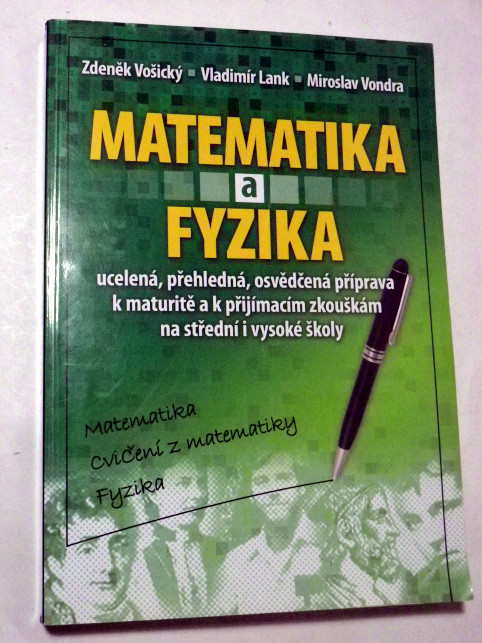 Zdeněk Vošický ▪ Vladimír Lank ▪ Miroslav Vondra
MATEMATIKA
a
FYZIKA
ucelená, přehledná, osvědčená příprava
k maturitě a k přijímacím zkouškám
na střední i vysoké školy
Matematika
Cvičení z matematiky
Fyzika